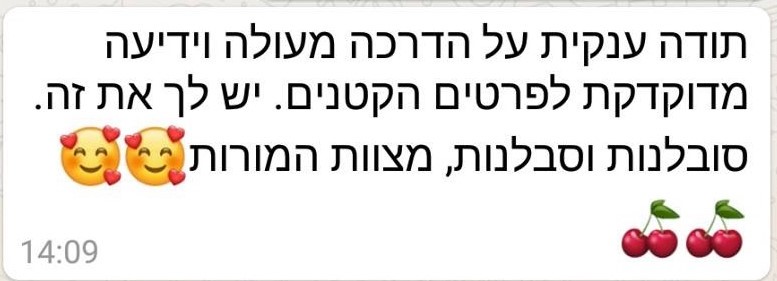 תודה ענקית על הדרכה מעולה וידיעה
מדוקדקת לפרטים הקטנים. יש לך את זה.
סובלנות וסבלנות, מצוות המורות🥰🥰
🍒🍒
14:09